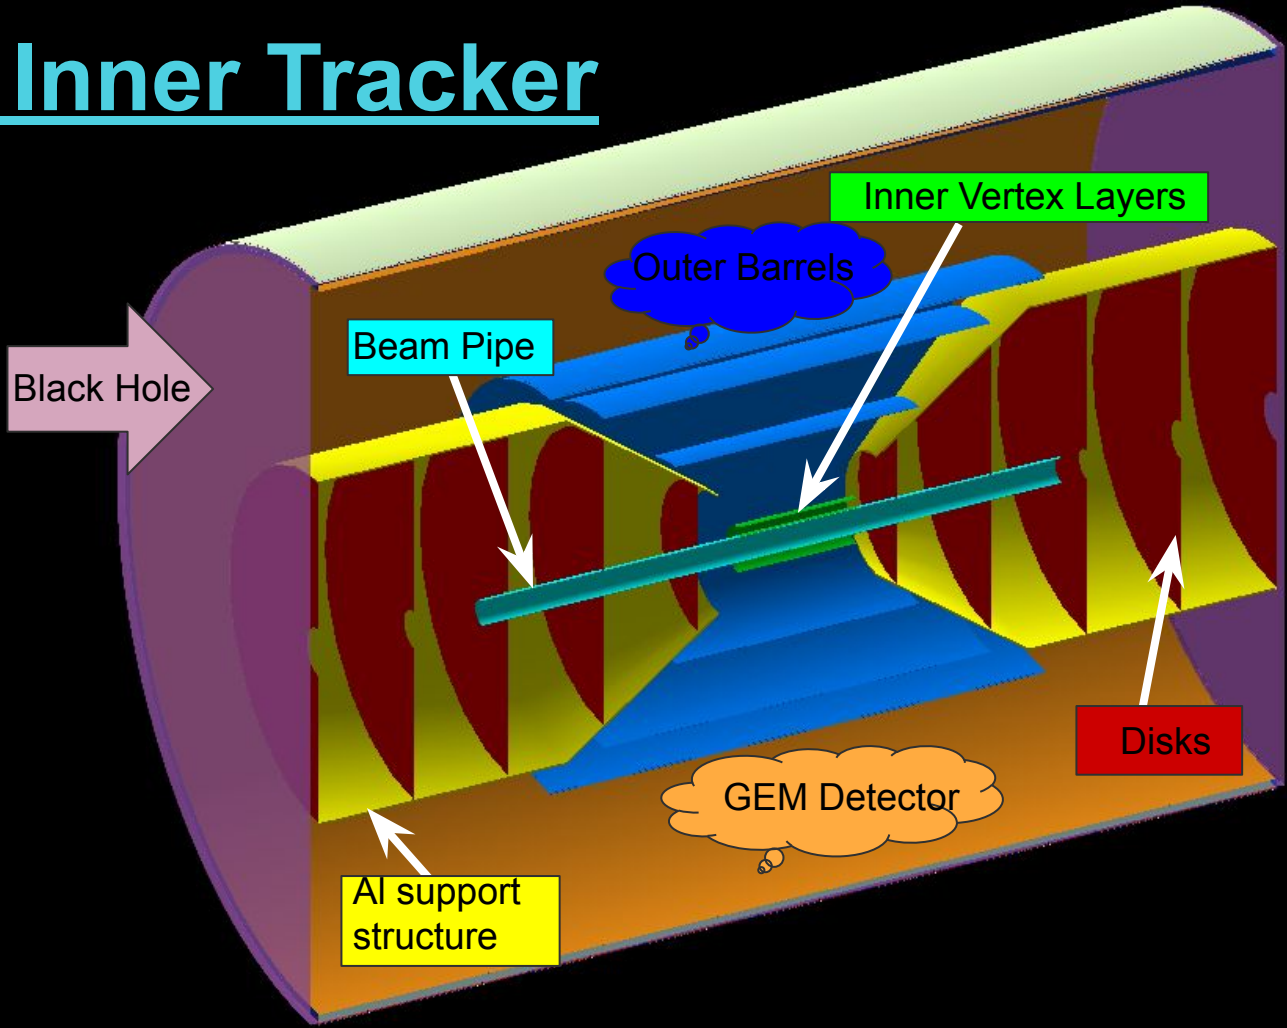 Inner Tracker
Inner Vertex Layers
Outer Barrels
Beam Pipe
Black Hole
Disks
GEM Detector
Al support
structure